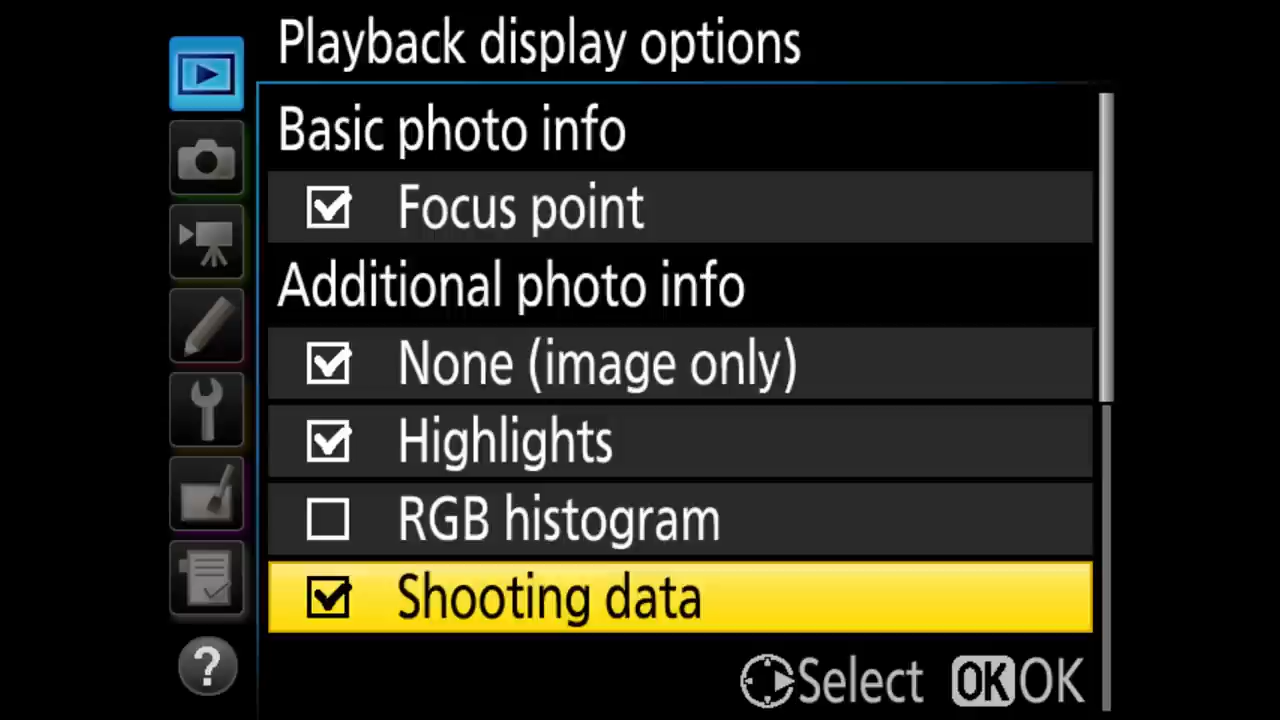 Playback display options
Basic photo info
Focus point
Additional photo info
None (image only)
Highlights
RGB histogram
Shooting data
? Select OK OK